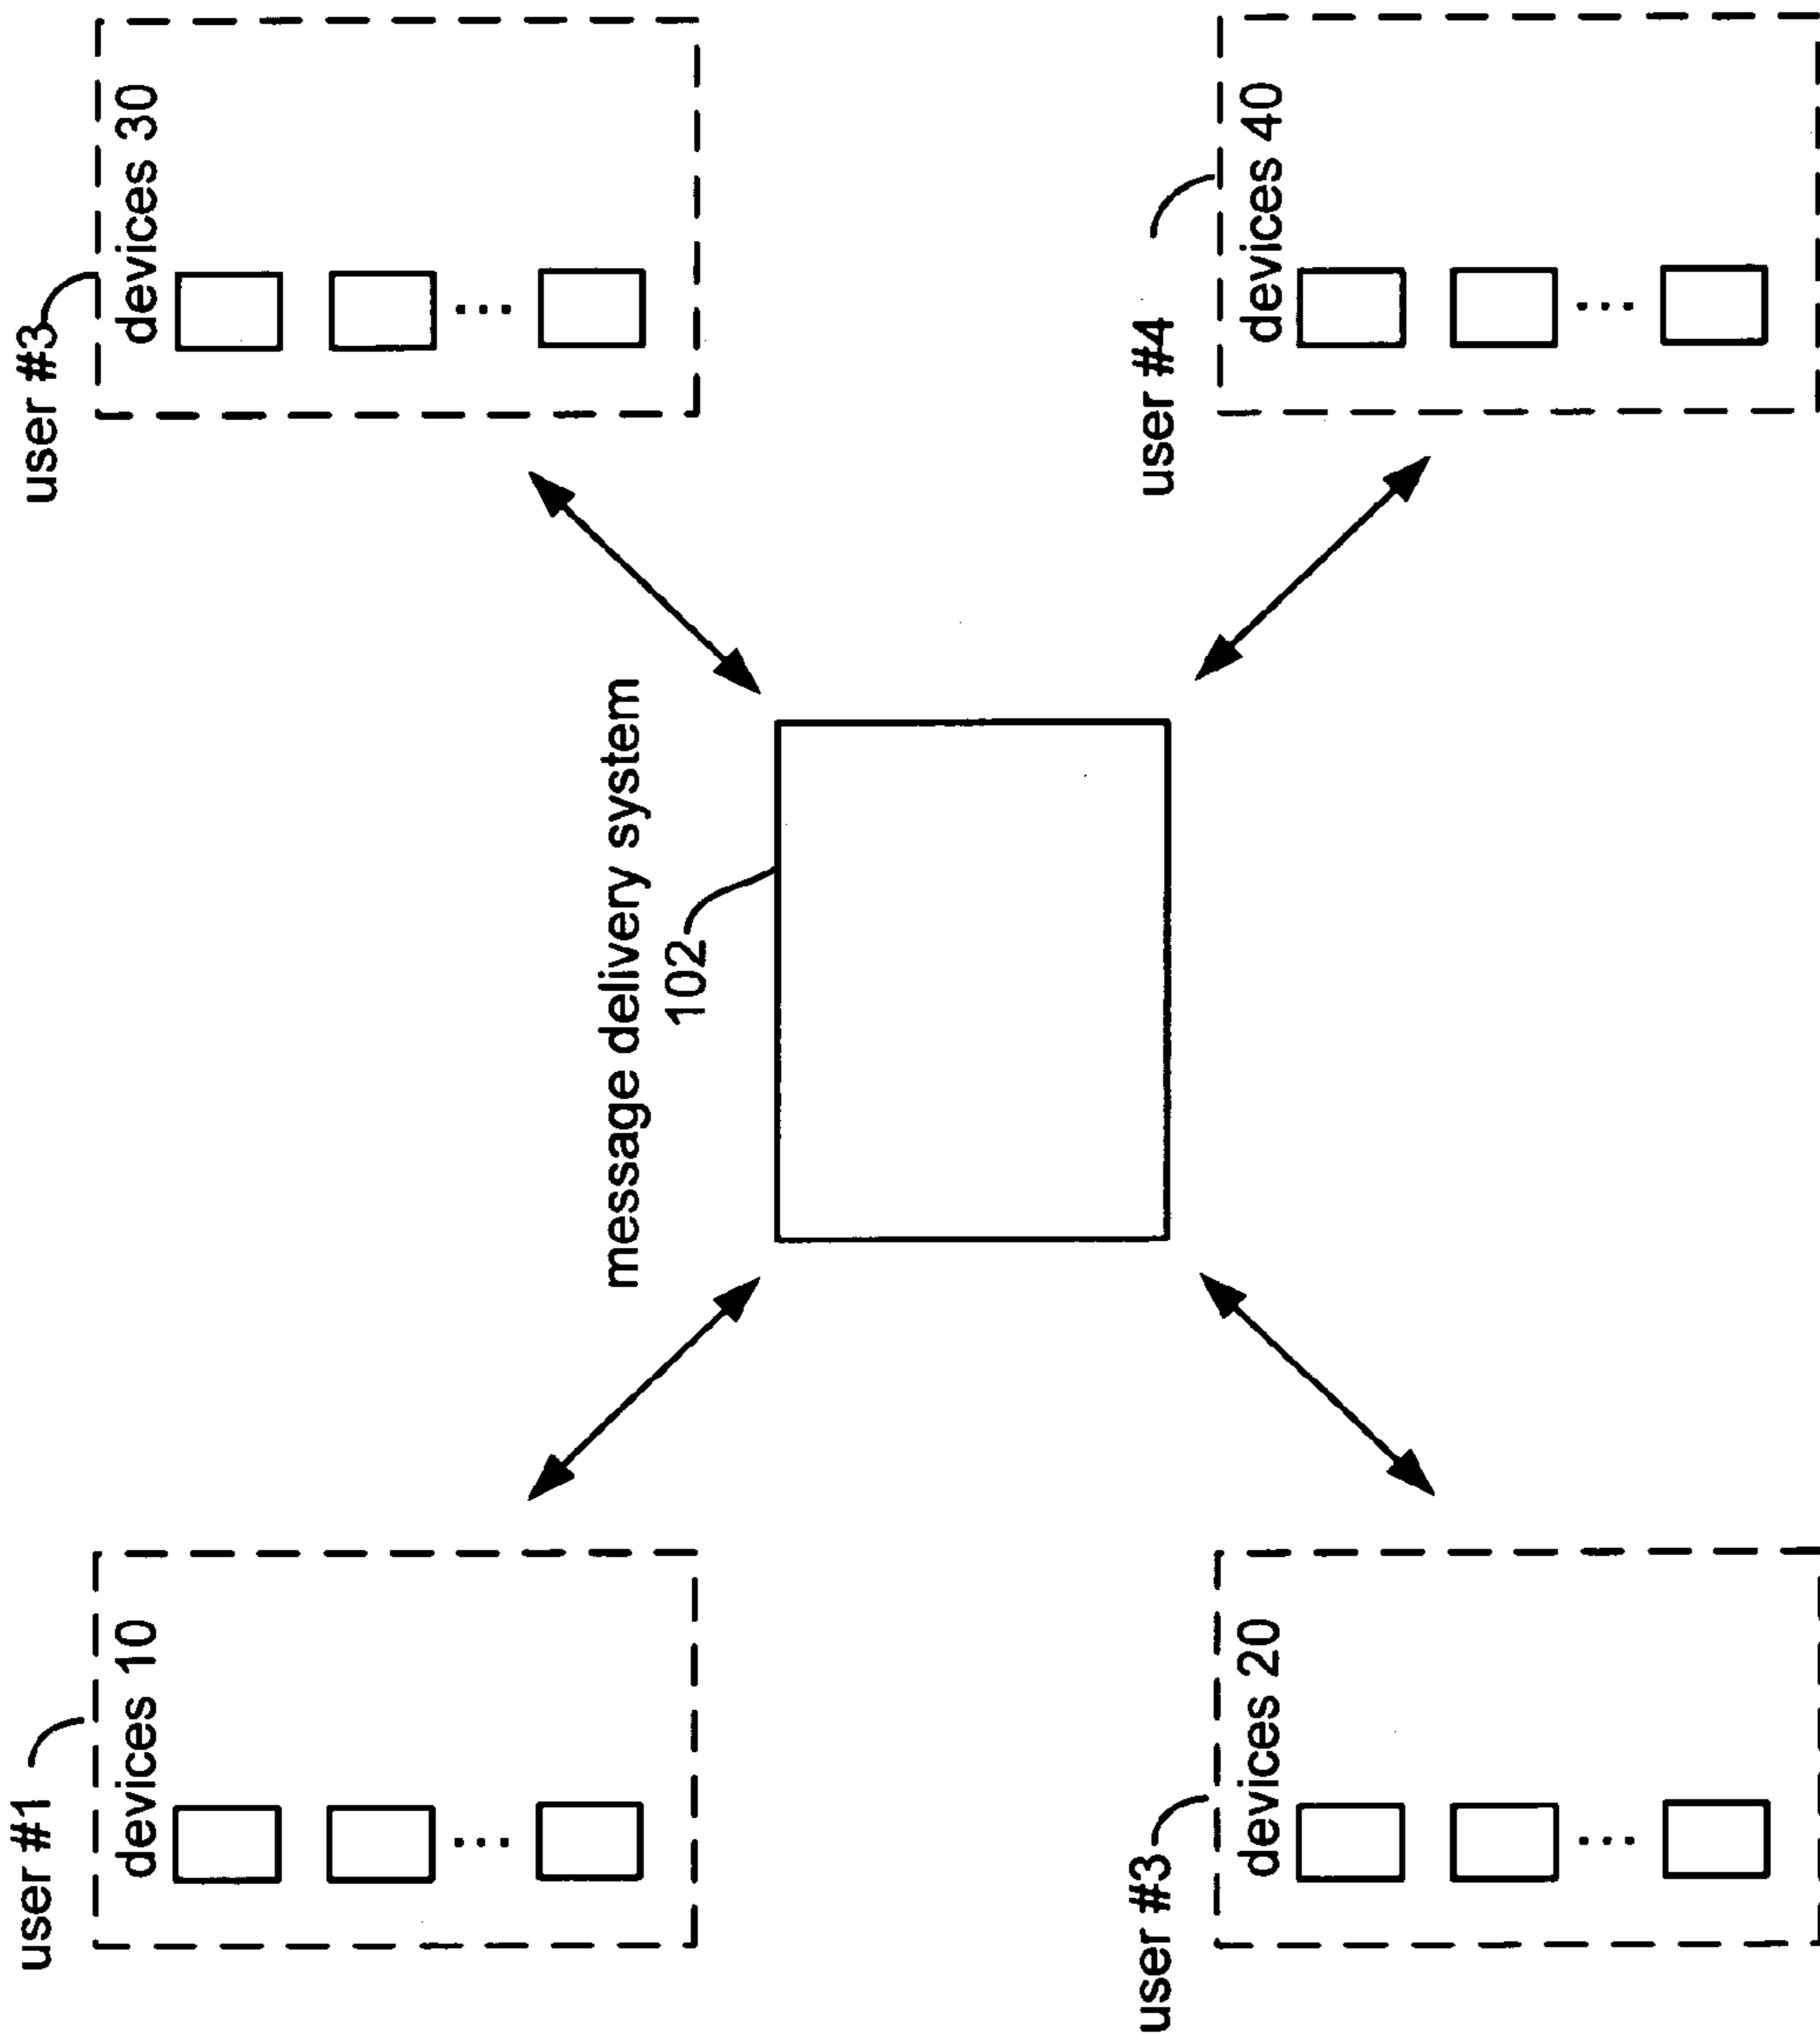 user #1
devices 10
...
user #3
devices 30
...
message delivery system
102
user #3
devices 20
...
user #4
devices 40
...